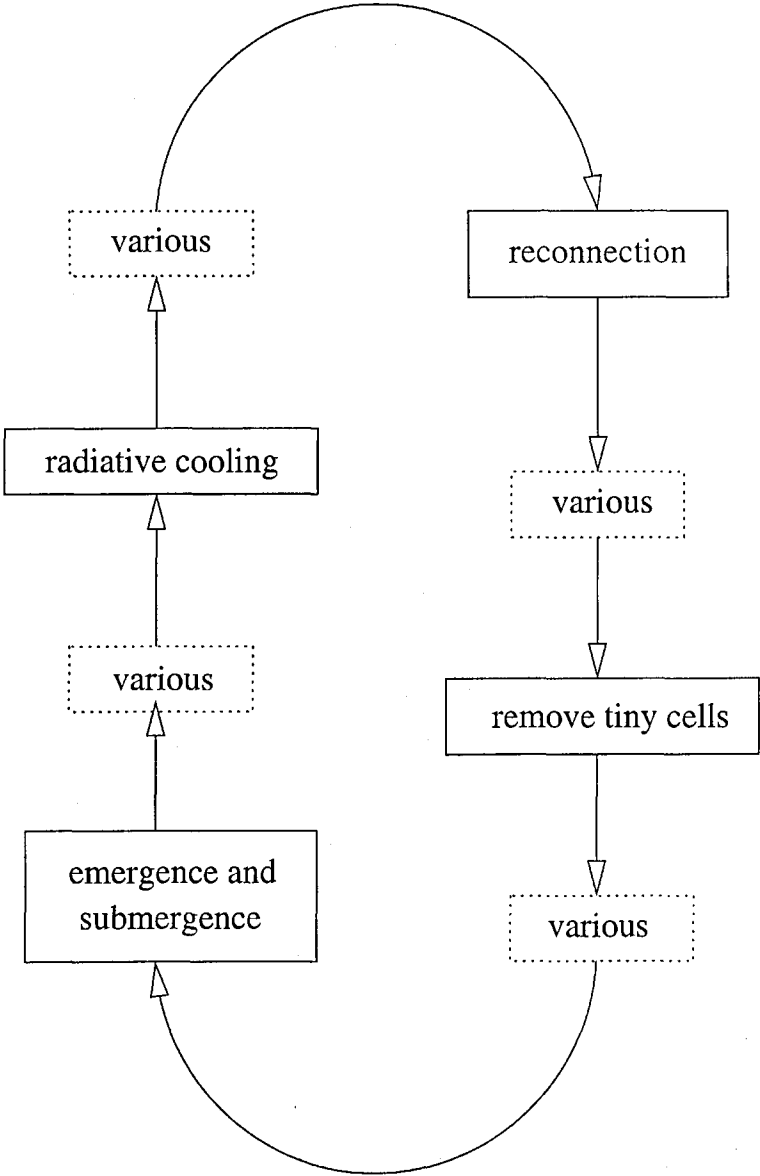 various
reconnection
radiative cooling
various
various
remove tiny cells
emergence and
submergence
various